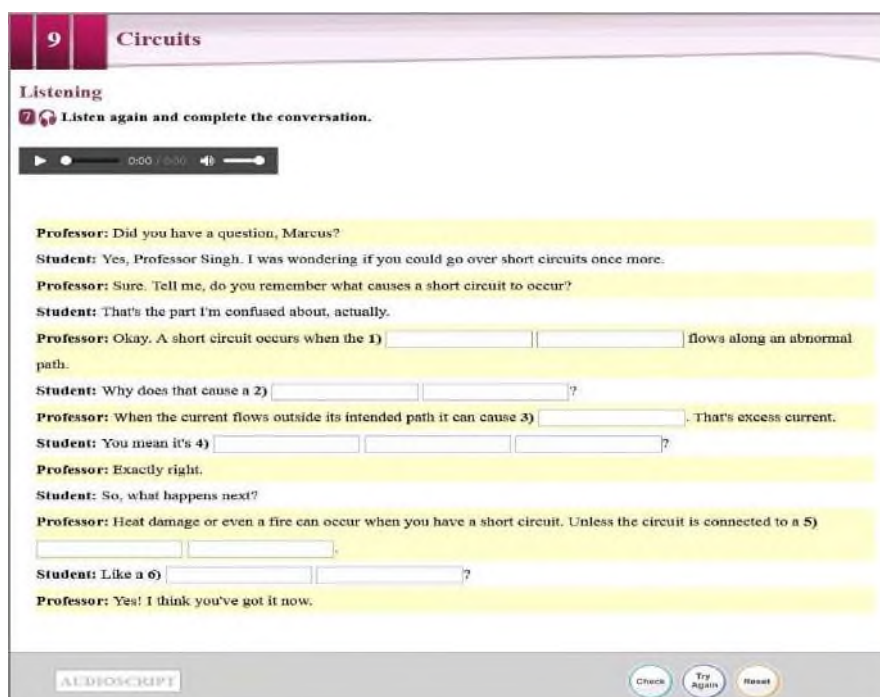 9 Circuits
Listening
7 Listen again and complete the conversation.
0:00 / 0:00
Professor: Did you have a question, Marcus?
Student: Yes, Professor Singh. I was wondering if you could go over short circuits once more.
Professor: Sure. Tell me, do you remember what causes a short circuit to occur?
Student: That's the part I'm confused about, actually.
Professor: Okay. A short circuit occurs when the 1) flows along an abnormal
path.
Student: Why does that cause a 2) ?
Professor: When the current flows outside its intended path it can cause 3) . That's excess current.
Student: You mean it's 4) ?
Professor: Exactly right.
Student: So, what happens next?
Professor: Heat damage or even a fire can occur when you have a short circuit. Unless the circuit is connected to a 5)
.
Student: Like a 6) ?
Professor: Yes! I think you've got it now.
AUDIOSCRIPT Check Try Again Reset